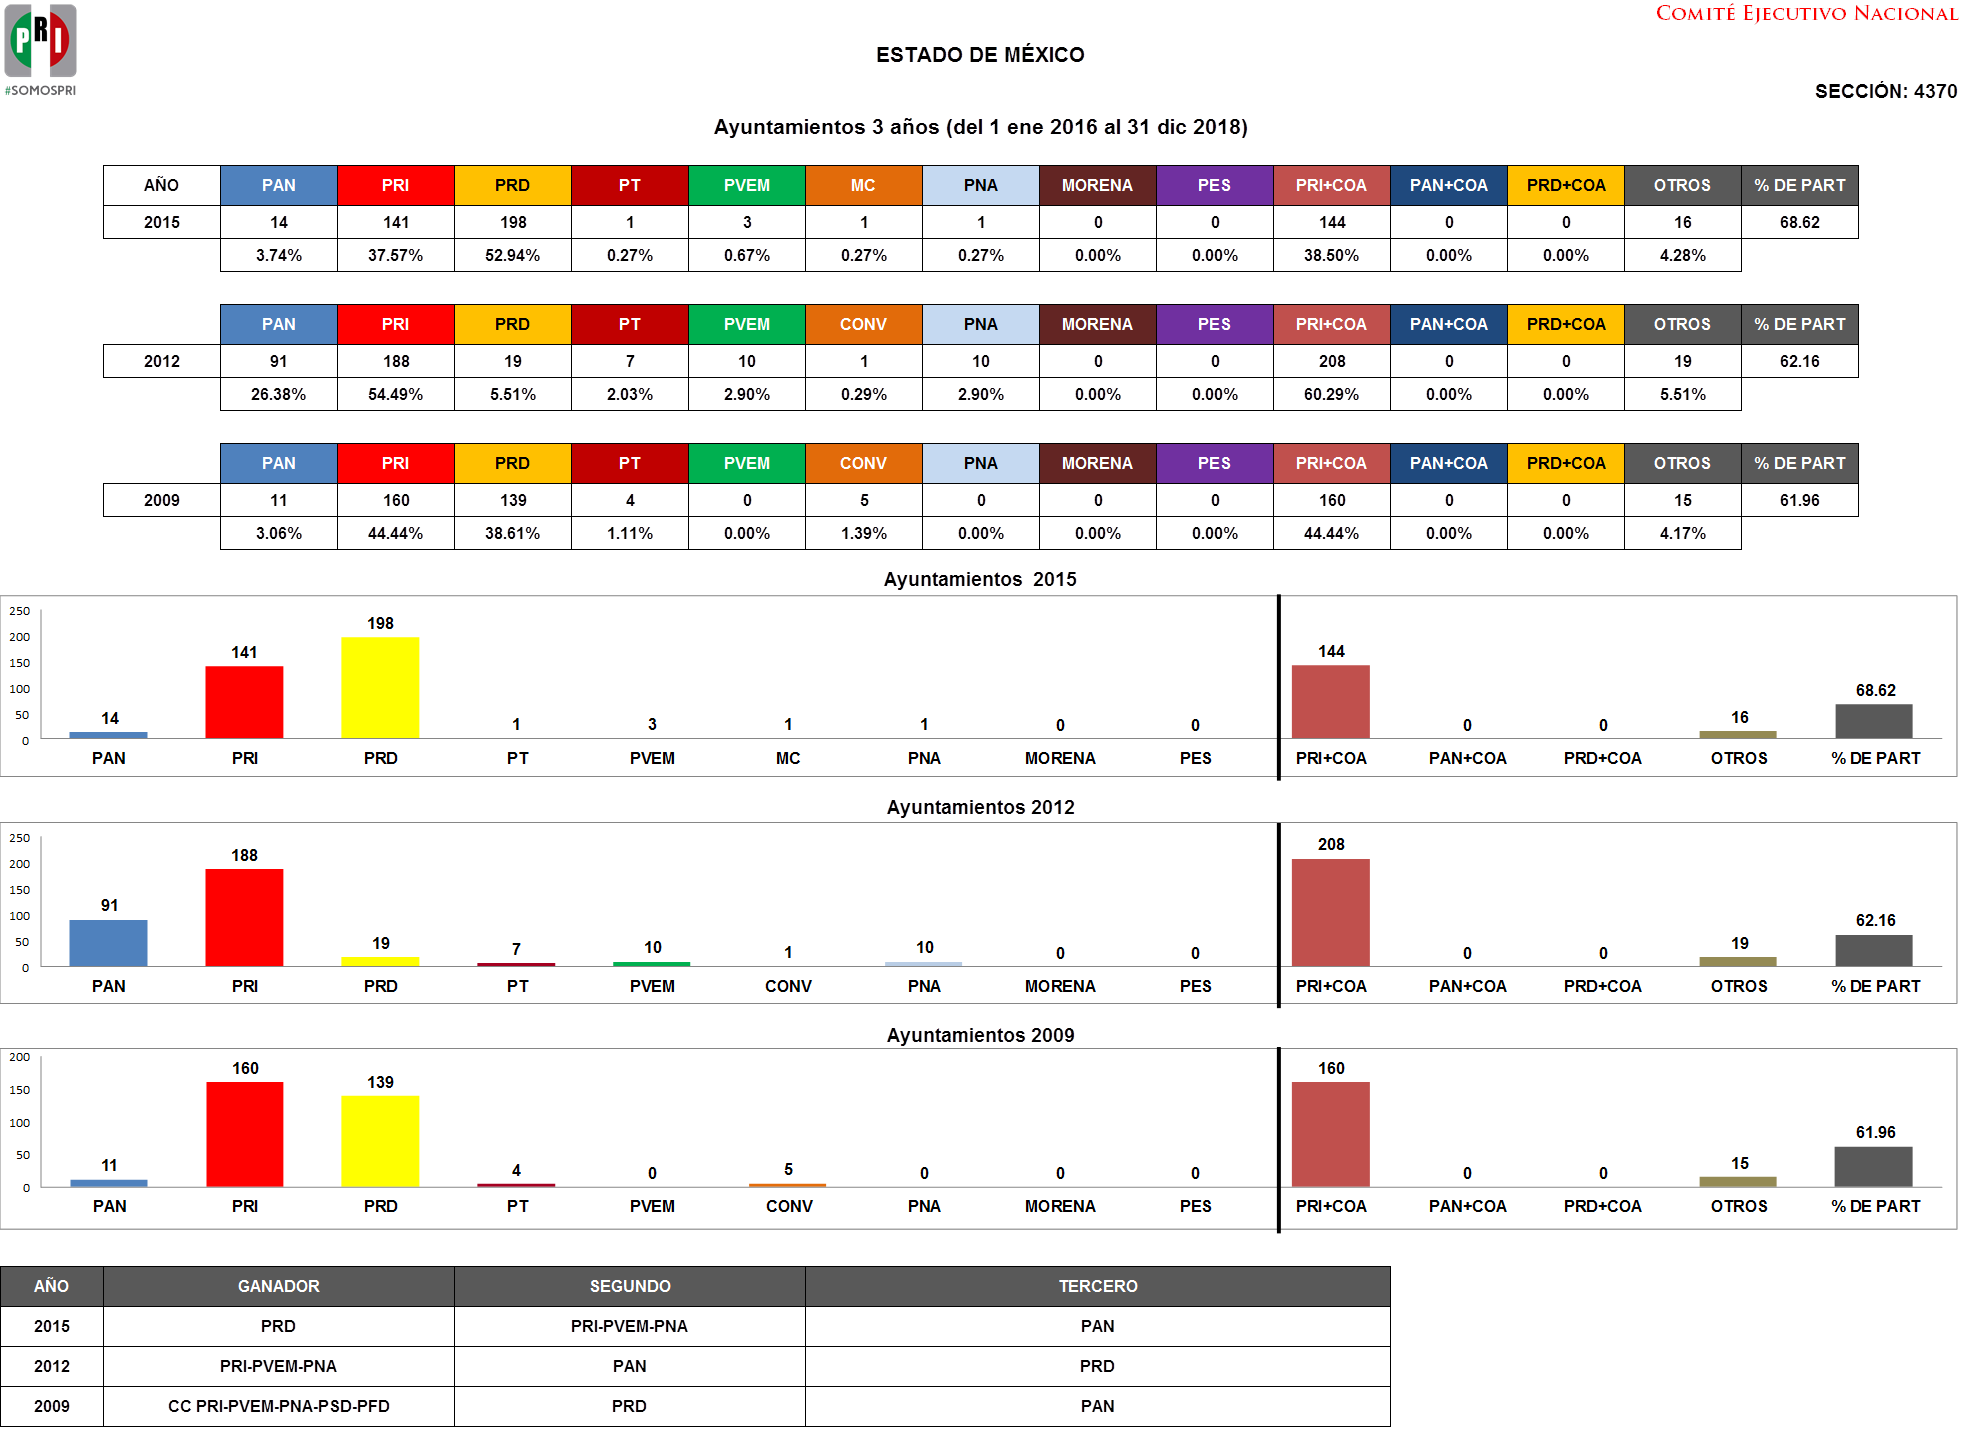 PRI
COMITÉ EJECUTIVO NACIONAL
ESTADO DE MÉXICO
#SOMOSPRI
SECCIÓN: 4370
Ayuntamientos 3 años (del 1 ene 2016 al 31 dic 2018)
AÑO PAN PRI PRD PT PVEM MC PNA MORENA PES PRI+COA PAN+COA PRD+COA OTROS % DE PART
2015 14 141 198 1 3 1 1 0 0 144 0 0 16 68.62
3.74% 37.57% 52.94% 0.27% 0.67% 0.27% 0.27% 0.00% 0.00% 38.50% 0.00% 0.00% 4.28%
PAN PRI PRD PT PVEM CONV PNA MORENA PES PRI+COA PAN+COA PRD+COA OTROS % DE PART
2012 91 188 19 7 10 1 10 0 0 208 0 0 19 62.16
26.38% 54.49% 5.51% 2.03% 2.90% 0.29% 2.90% 0.00% 0.00% 60.29% 0.00% 0.00% 5.51%
PAN PRI PRD PT PVEM CONV PNA MORENA PES PRI+COA PAN+COA PRD+COA OTROS % DE PART
2009 11 160 139 4 0 5 0 0 0 160 0 0 15 61.96
3.06% 44.44% 38.61% 1.11% 0.00% 1.39% 0.00% 0.00% 0.00% 44.44% 0.00% 0.00% 4.17%
Ayuntamientos 2015
250
200
150
100
50
0
14 141 198 1 3 1 1 0 0 144 0 0 16 68.62
PAN PRI PRD PT PVEM MC PNA MORENA PES PRI+COA PAN+COA PRD+COA OTROS % DE PART
Ayuntamientos 2012
250
200
150
100
50
0
91 188 19 7 10 1 10 0 0 208 0 0 19 62.16
PAN PRI PRD PT PVEM CONV PNA MORENA PES PRI+COA PAN+COA PRD+COA OTROS % DE PART
Ayuntamientos 2009
200
150
100
50
0
11 160 139 4 0 5 0 0 0 160 0 0 15 61.96
PAN PRI PRD PT PVEM CONV PNA MORENA PES PRI+COA PAN+COA PRD+COA OTROS % DE PART
AÑO GANADOR SEGUNDO TERCERO
2015 PRD PRI-PVEM-PNA PAN
2012 PRI-PVEM-PNA PAN PRD
2009 CC PRI-PVEM-PNA-PSD-PFD PRD PAN